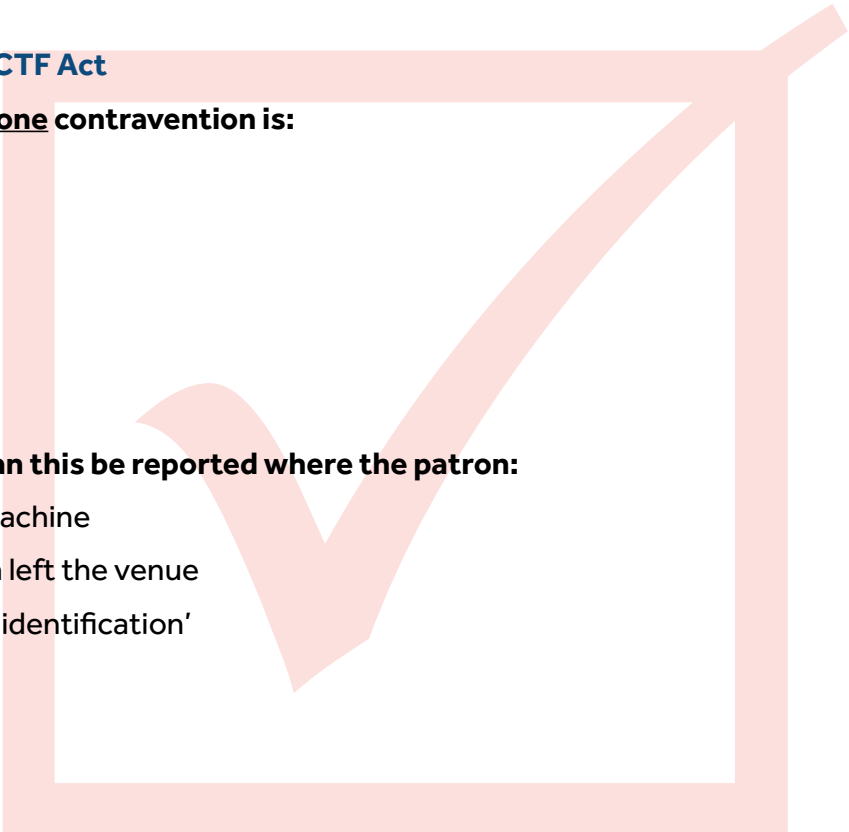 CTF Act
one contravention is:
an this be reported where the patron:
achine
left the venue
identification’